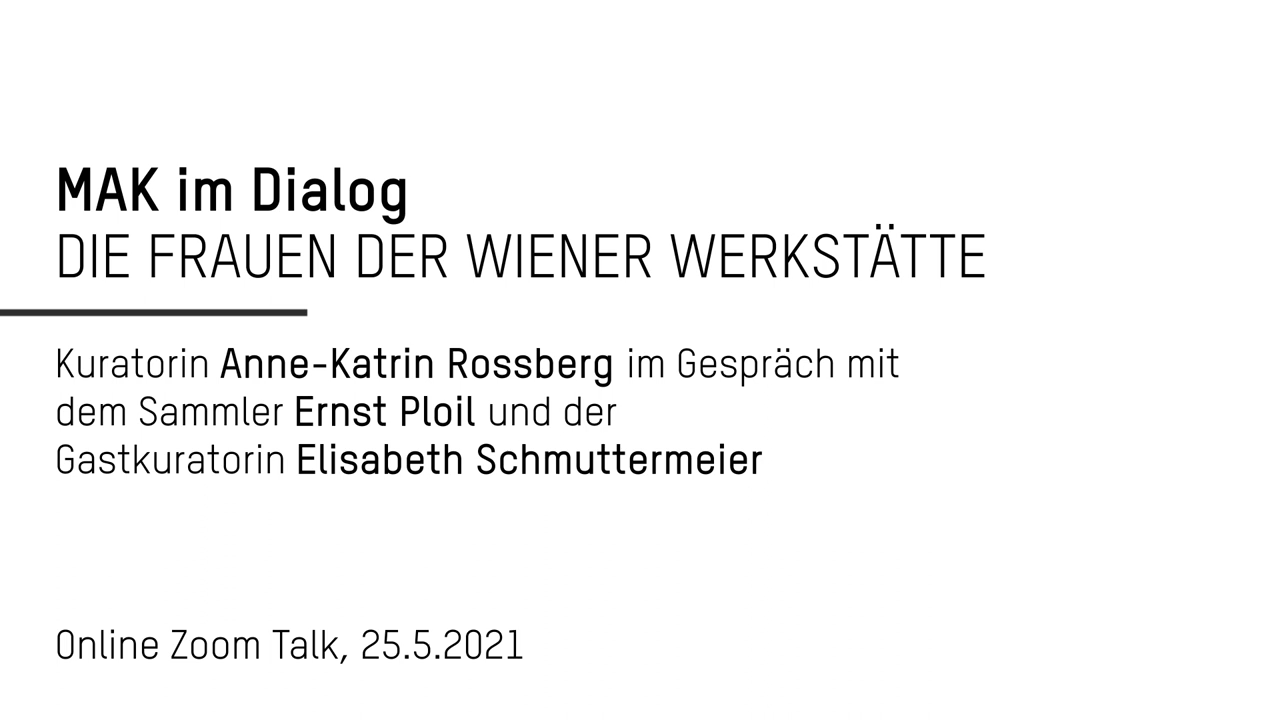 MAK im Dialog
DIE FRAUEN DER WIENER WERKSTÄTTE
Kuratorin Anne-Katrin Rossberg im Gespräch mit
dem Sammler Ernst Ploil und der
Gastkuratorin Elisabeth Schmuttermeier
Online Zoom Talk, 25.5.2021